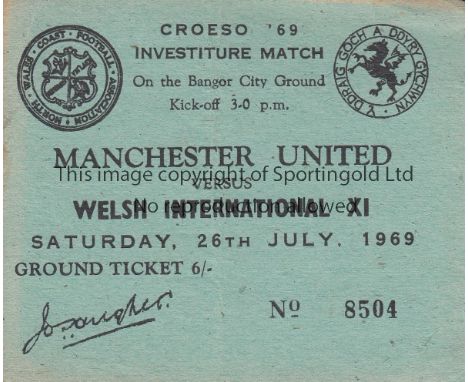 CROESO '69
INVESTITURE MATCH
On the Bangor City Ground
Kick-off 3-0 p.m.
NORTH WALES COAST FOOTBALL ASSOCIATION
Y DDRAIG GOCH A DDYRY GYCHWYN
MANCHESTER UNITED
This image copyright of Sportingold Ltd
VERSUS
WELSH INTERNATIONAL XI
No reproduction allowed
SATURDAY, 26TH JULY, 1969
GROUND TICKET 6/-
Nº 8504